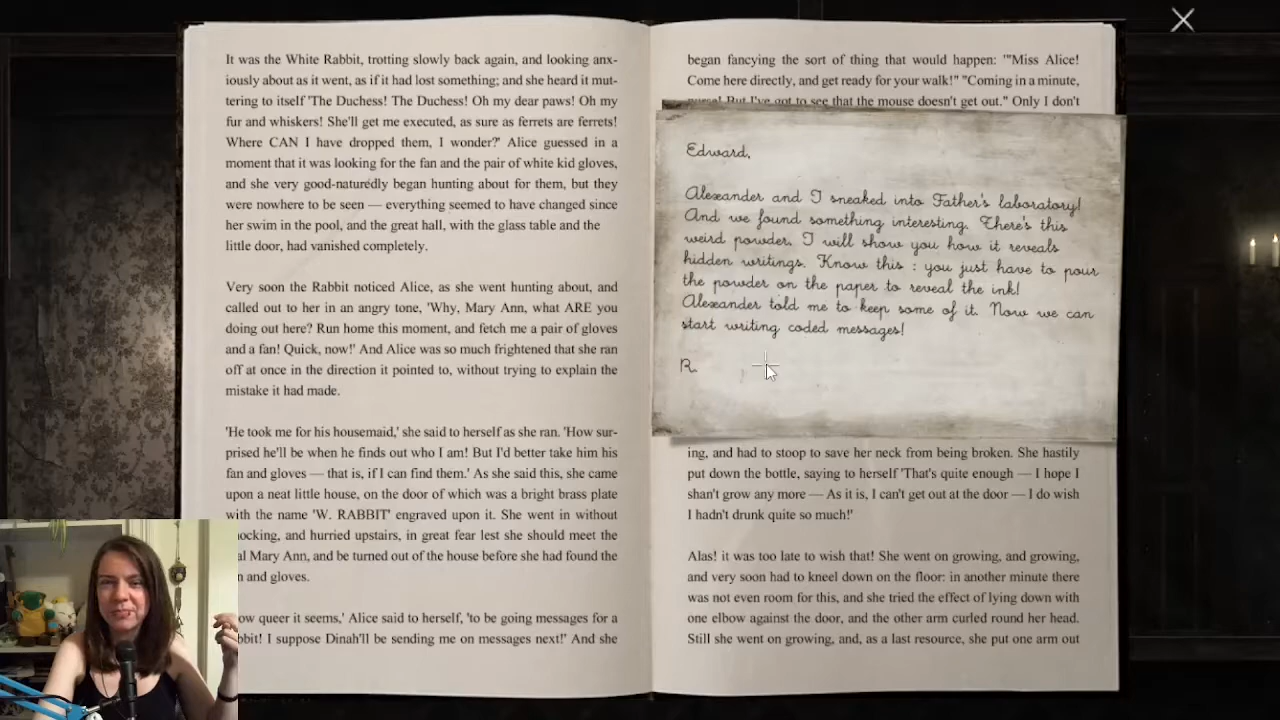 It was the White Rabbit, trotting slowly back again, and looking anx-
iously about as it went, as if it had lost something; and she heard it mut-
tering to itself 'The Duchess! The Duchess! Oh my dear paws! Oh my
fur and whiskers! She'll get me executed, as sure as ferrets are ferrets!
Where CAN I have dropped them, I wonder?' Alice guessed in a
moment that it was looking for the fan and the pair of white kid gloves,
and she very good-naturedly began hunting about for them, but they
were nowhere to be seen — everything seemed to have changed since
her swim in the pool, and the great hall, with the glass table and the
little door, had vanished completely.
Very soon the Rabbit noticed Alice, as she went hunting about, and
called out to her in an angry tone, 'Why, Mary Ann, what ARE you
doing out here? Run home this moment, and fetch me a pair of gloves
and a fan! Quick, now!' And Alice was so much frightened that she ran
off at once in the direction it pointed to, without trying to explain the
mistake it had made.
'He took me for his housemaid,' she said to herself as she ran. 'How sur-
prised he'll be when he finds out who I am! But I'd better take him his
fan and gloves — that is, if I can find them.' As she said this, she came
upon a neat little house, on the door of which was a bright brass plate
with the name 'W. RABBIT' engraved upon it. She went in without
nocking, and hurried upstairs, in great fear lest she should meet the
al Mary Ann, and be turned out of the house before she had found the
n and gloves.
ow queer it seems,' Alice said to herself, 'to be going messages for a
bbit! I suppose Dinah'll be sending me on messages next!' And she
began fancying the sort of thing that would happen: '"Miss Alice!
Come here directly, and get ready for your walk!" "Coming in a minute,
nurse! But I've got to see that the mouse doesn't get out." Only I don't
Edward,
Alexander and I sneaked into Father's laboratory!
And we found something interesting. There's this
weird powder. I will show you how it reveals
hidden writings. Know this : you just have to pour
the powder on the paper to reveal the ink!
Alexander told me to keep some of it. Now we can
start writing coded messages!
R.
ing, and had to stoop to save her neck from being broken. She hastily
put down the bottle, saying to herself 'That's quite enough — I hope I
shan't grow any more — As it is, I can't get out at the door — I do wish
I hadn't drunk quite so much!'
Alas! it was too late to wish that! She went on growing, and growing,
and very soon had to kneel down on the floor: in another minute there
was not even room for this, and she tried the effect of lying down with
one elbow against the door, and the other arm curled round her head.
Still she went on growing, and, as a last resource, she put one arm out